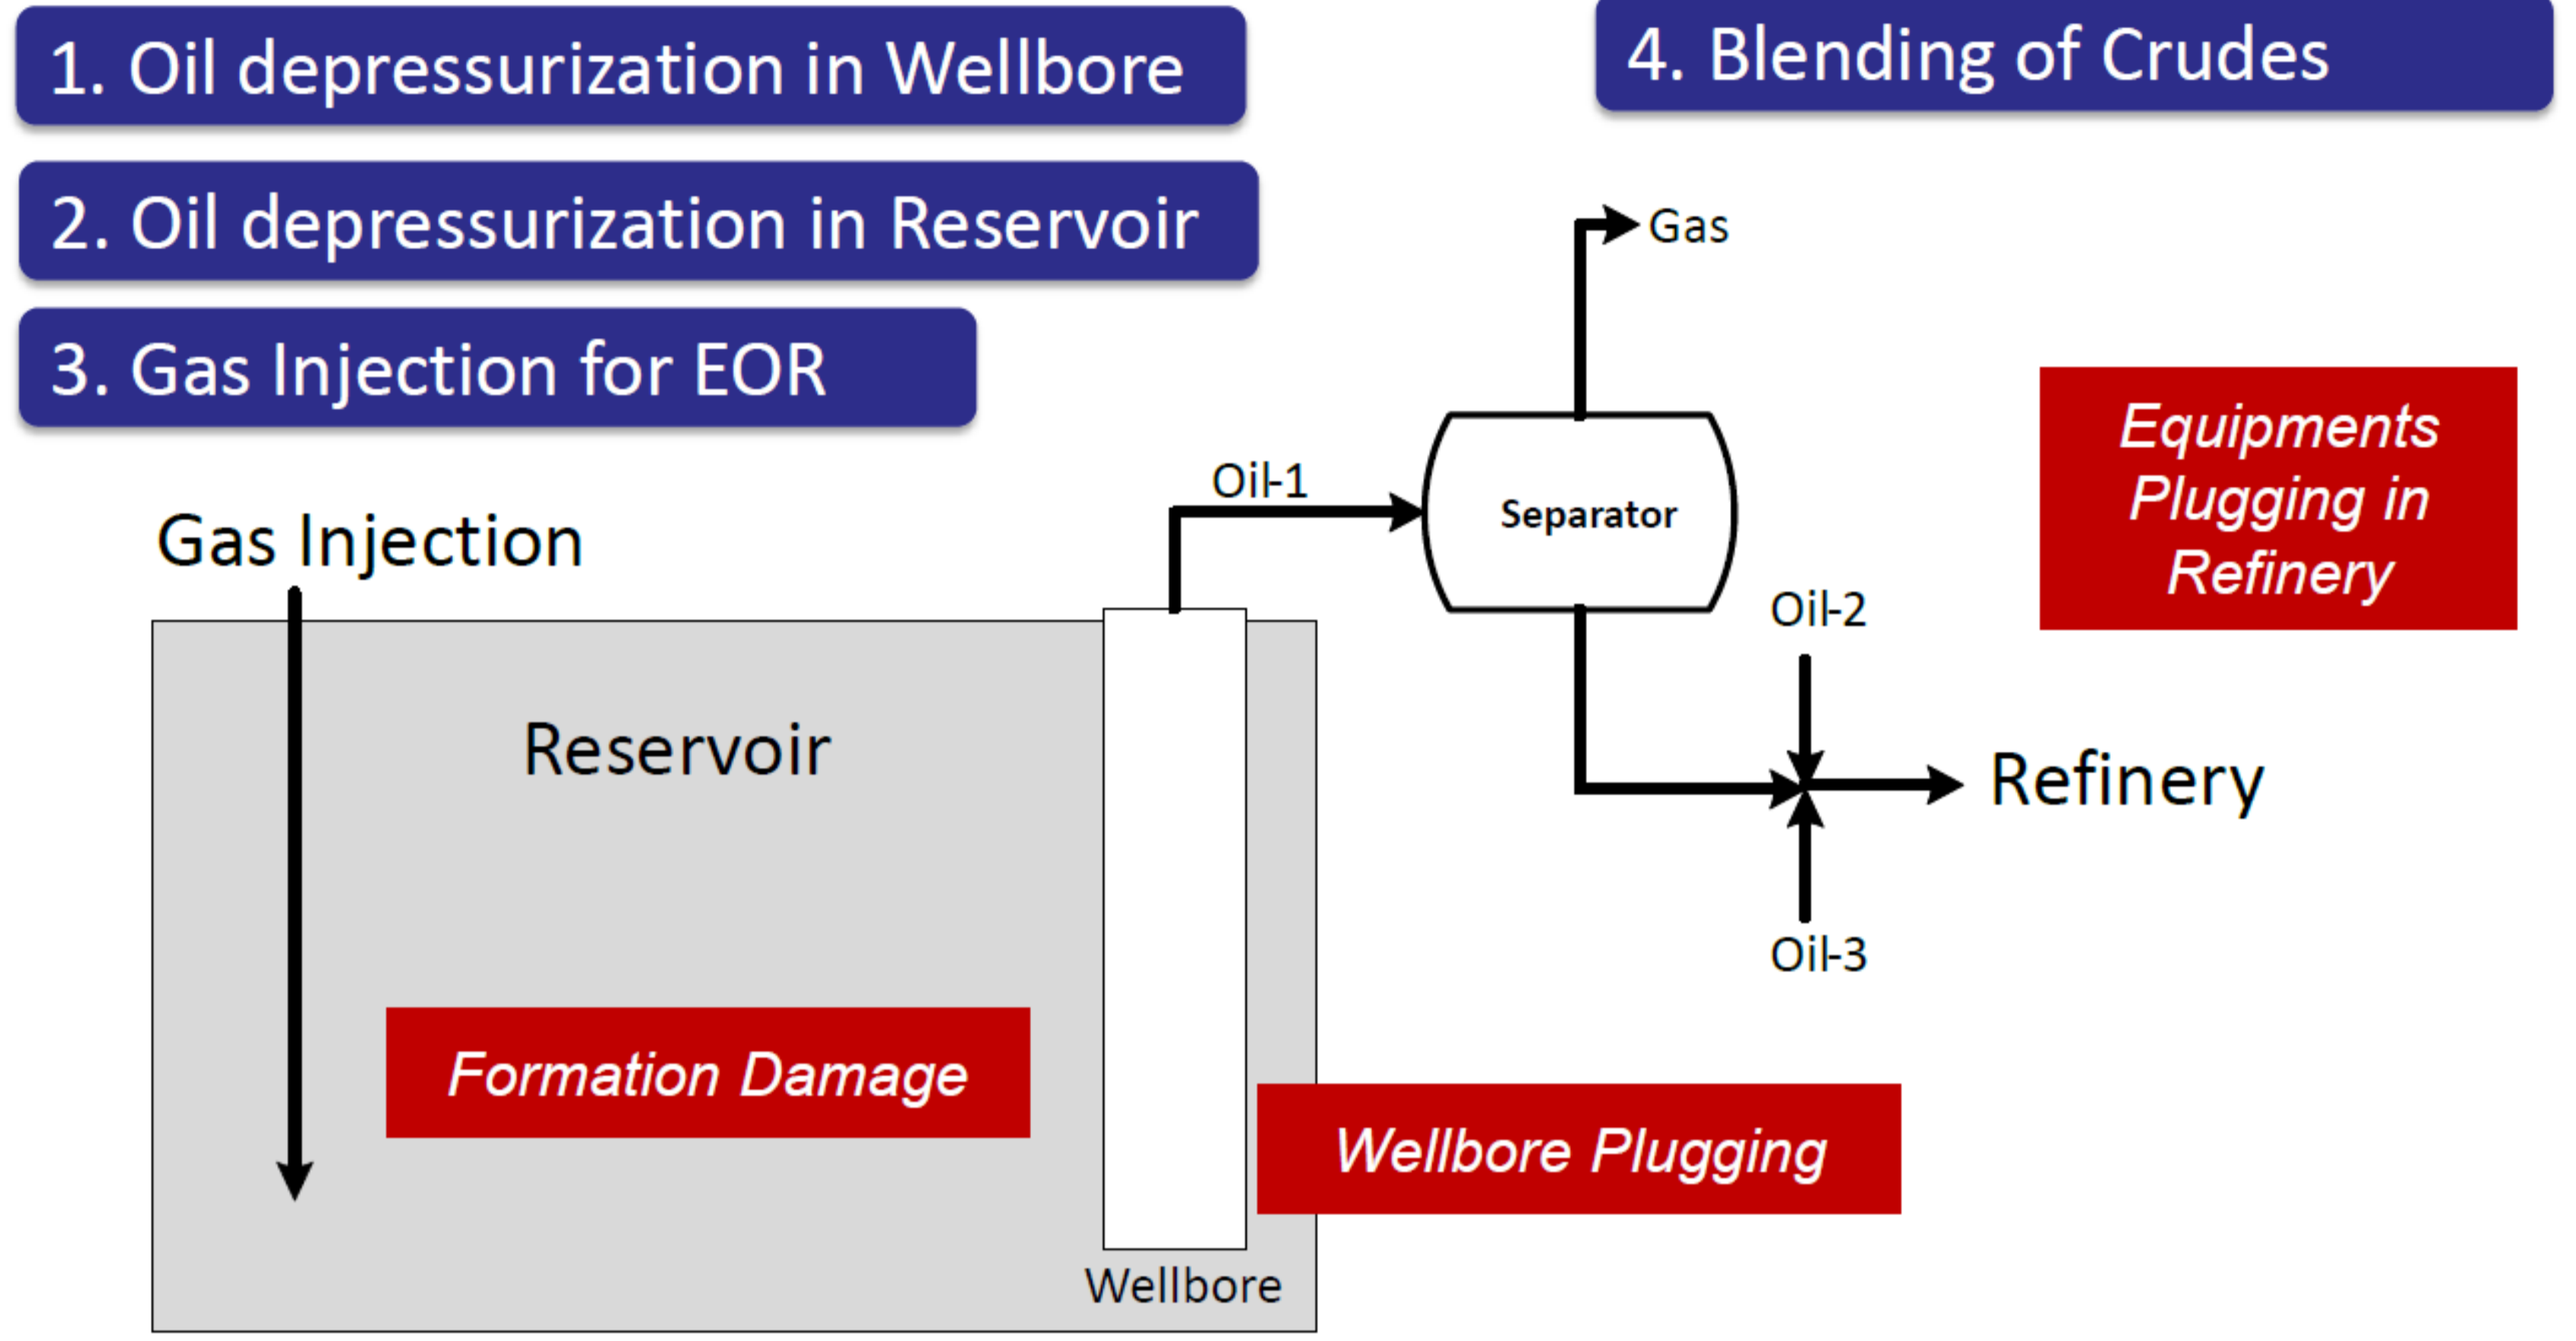 1. Oil depressurization in Wellbore
4. Blending of Crudes
2. Oil depressurization in Reservoir
Gas
3. Gas Injection for EOR
Equipments
Plugging in
Refinery
Oil-1
Separator
Gas Injection
Oil-2
Reservoir
Refinery
Oil-3
Formation Damage
Wellbore Plugging
Wellbore